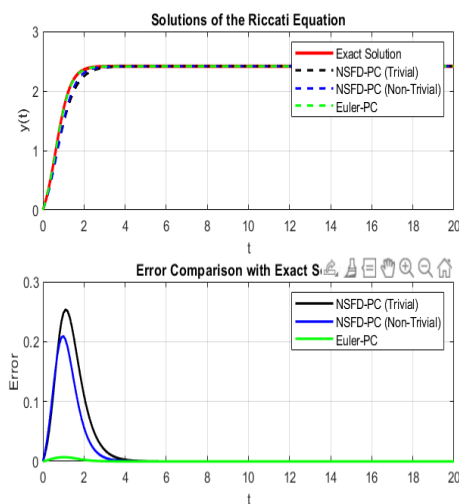 Solutions of the Riccati Equation
3
2
1
0
y(t)
Exact Solution
NSFD-PC (Trivial)
NSFD-PC (Non-Trivial)
Euler-PC
0 2 4 6 8 10 12 14 16 18 20
t
Error Comparison with Exact S
0.3
0.2
0.1
0
Error
NSFD-PC (Trivial)
NSFD-PC (Non-Trivial)
Euler-PC
0 2 4 6 8 10 12 14 16 18 20
t